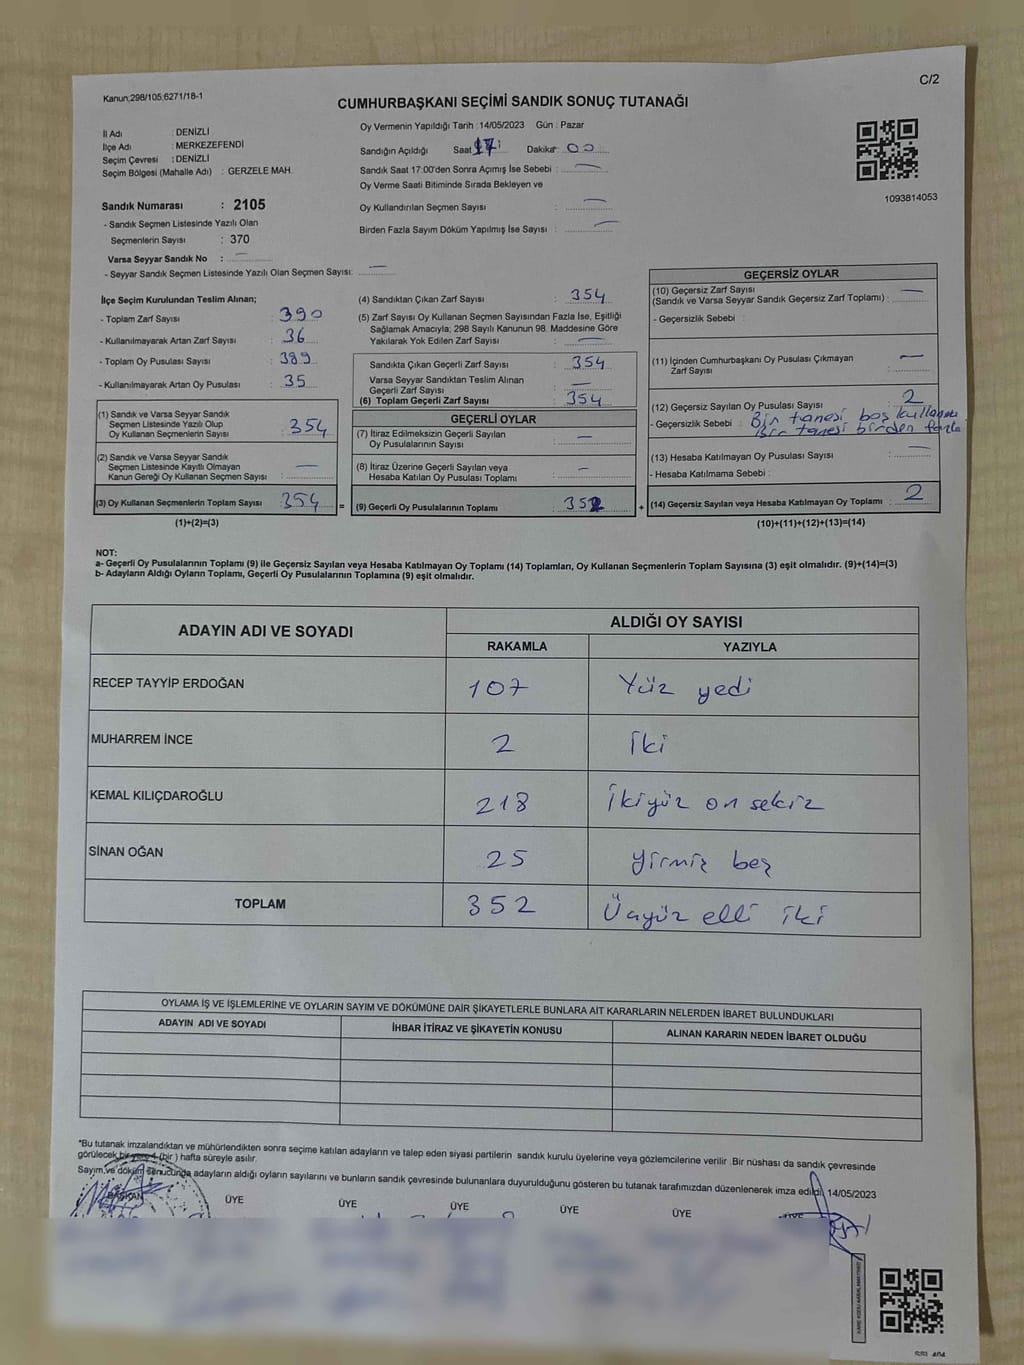 C/2
Kanun;298/105;6271/18-1
CUMHURBAŞKANI SEÇİMİ SANDIK SONUÇ TUTANAĞI
İl Adı : DENİZLİ
İlçe Adı : MERKEZEFENDİ
Seçim Çevresi : DENİZLİ
Seçim Bölgesi (Mahalle Adı) : GERZELE MAH.
Sandık Numarası : 2105
- Sandık Seçmen Listesinde Yazılı Olan
Seçmenlerin Sayısı : 370
Varsa Seyyar Sandık No : —
- Seyyar Sandık Seçmen Listesinde Yazılı Olan Seçmen Sayısı: —
Oy Vermenin Yapıldığı Tarih : 14/05/2023 Gün : Pazar
Sandığın Açıldığı Saat : 17 Dakika : 00
Sandık Saat 17:00'den Sonra Açımış İse Sebebi : —
Oy Verme Saati Bitiminde Sırada Bekleyen ve
Oy Kullandırılan Seçmen Sayısı : —
Birden Fazla Sayım Döküm Yapılmış İse Sayısı : —
1093814053
İlçe Seçim Kurulundan Teslim Alınan;
- Toplam Zarf Sayısı : 390
- Kullanılmayarak Artan Zarf Sayısı : 36
- Toplam Oy Pusulası Sayısı : 389
- Kullanılmayarak Artan Oy Pusulası : 35
(1) Sandık ve Varsa Seyyar Sandık
Seçmen Listesinde Yazılı Olup
Oy Kullanan Seçmenlerin Sayısı : 354
(2) Sandık ve Varsa Seyyar Sandık
Seçmen Listesinde Kayıtlı Olmayan
Kanun Gereği Oy Kullanan Seçmen Sayısı : —
(3) Oy Kullanan Seçmenlerin Toplam Sayısı : 354 =
(1)+(2)=(3)
(4) Sandıktan Çıkan Zarf Sayısı : 354
(5) Zarf Sayısı Oy Kullanan Seçmen Sayısından Fazla İse, Eşitliği
Sağlamak Amacıyla; 298 Sayılı Kanunun 98. Maddesine Göre
Yakılarak Yok Edilen Zarf Sayısı : —
Sandıkta Çıkan Geçerli Zarf Sayısı : 354
Varsa Seyyar Sandıktan Teslim Alınan
Geçerli Zarf Sayısı : —
(6) Toplam Geçerli Zarf Sayısı : 354
GEÇERLİ OYLAR
(7) İtiraz Edilmeksizin Geçerli Sayılan
Oy Pusulası Sayısı : —
(8) İtiraz Üzerine Geçerli Sayılan veya
Hesaba Katılan Oy Pusulası Toplamı : —
(9) Geçerli Oy Pusulalarının Toplamı : 352 +
GEÇERSİZ OYLAR
(10) Geçersiz Zarf Sayısı
(Sandık ve Varsa Seyyar Sandık Geçersiz Zarf Toplamı) : —
- Geçersizlik Sebebi :
(11) İçinden Cumhurbaşkanı Oy Pusulası Çıkmayan
Zarf Sayısı : —
(12) Geçersiz Sayılan Oy Pusulası Sayısı : 2
- Geçersizlik Sebebi : Bir tanesi boş
Bir tanesi birden fazla
(13) Hesaba Katılmayan Oy Pusulası Sayısı : —
- Hesaba Katılmama Sebebi :
(14) Geçersiz Sayılan veya Hesaba Katılmayan Oy Toplamı : 2
(10)+(11)+(12)+(13)=(14)
NOT:
a- Geçerli Oy Pusulalarının Toplamı (9) ile Geçersiz Sayılan veya Hesaba Katılmayan Oy Toplamı (14) Toplamları, Oy Kullanan Seçmenlerin Toplam Sayısına (3) eşit olmalıdır. (9)+(14)=(3)
b- Adayların Aldığı Oyların Toplamı, Geçerli Oy Pusulalarının Toplamına (9) eşit olmalıdır.
ADAYIN ADI VE SOYADI ALDIĞI OY SAYISI
RAKAMLA YAZIYLA
RECEP TAYYİP ERDOĞAN 107 Yüz yedi
MUHARREM İNCE 2 İki
KEMAL KILIÇDAROĞLU 218 İkiyüz on sekiz
SİNAN OĞAN 25 yirmiz beş
TOPLAM 352 Üçyüz elli iki
OYLAMA İŞ VE İŞLEMLERİNE VE OYLARIN SAYIM VE DÖKÜMÜNE DAİR ŞİKAYETLERLE BUNLARA AİT KARARLARIN NELERDEN İBARET BULUNDUKLARI
ADAYIN ADI VE SOYADI İHBAR İTİRAZ VE ŞİKAYETİN KONUSU ALINAN KARARIN NEDEN İBARET OLDUĞU
*Bu tutanak imzalandıktan ve mühürlendikten sonra seçime katılan adayların ve talep eden siyasi partilerin sandık kurulu üyelerine veya gözlemcilerine verilir .Bir nüshası da sandık çevresinde
görülecek bir yere 1 (bir ) hafta süreyle asılır.
Sayım,ve döküm sonucunda adayların aldığı oyların sayılarını ve bunların sandık çevresinde bulunanlara duyurulduğunu gösteren bu tutanak tarafımızdan düzenlenerek imza edildi. 14/05/2023
BAŞKAN ÜYE ÜYE ÜYE ÜYE ÜYE ÜYE